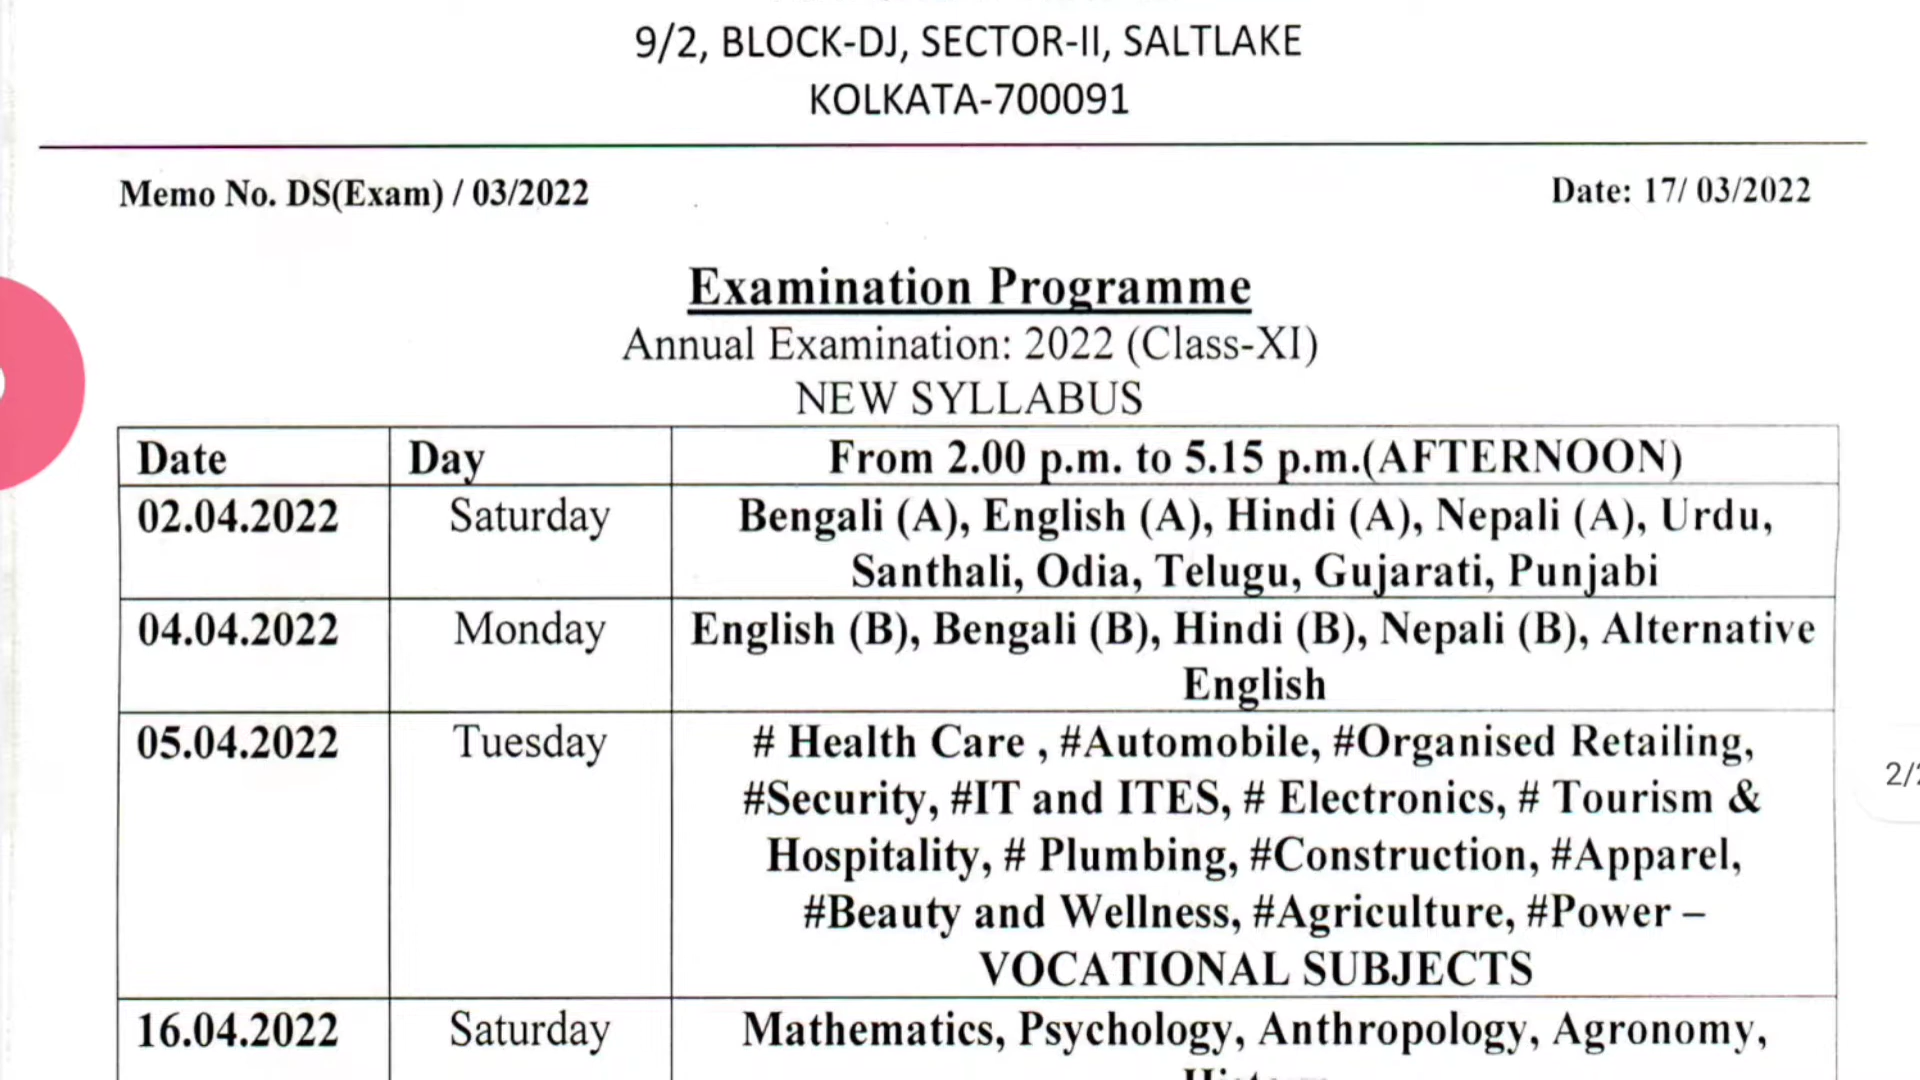 9/2, BLOCK-DJ, SECTOR-II, SALTLAKE
KOLKATA-700091
Memo No. DS(Exam) / 03/2022
Date: 17/ 03/2022
Examination Programme
Annual Examination: 2022 (Class-XI)
NEW SYLLABUS
Date Day From 2.00 p.m. to 5.15 p.m.(AFTERNOON)
02.04.2022 Saturday Bengali (A), English (A), Hindi (A), Nepali (A), Urdu,
Santhali, Odia, Telugu, Gujarati, Punjabi
04.04.2022 Monday English (B), Bengali (B), Hindi (B), Nepali (B), Alternative
English
05.04.2022 Tuesday # Health Care , #Automobile, #Organised Retailing,
#Security, #IT and ITES, # Electronics, # Tourism &
Hospitality, # Plumbing, #Construction, #Apparel,
#Beauty and Wellness, #Agriculture, #Power –
VOCATIONAL SUBJECTS
2/
16.04.2022 Saturday Mathematics, Psychology, Anthropology, Agronomy,